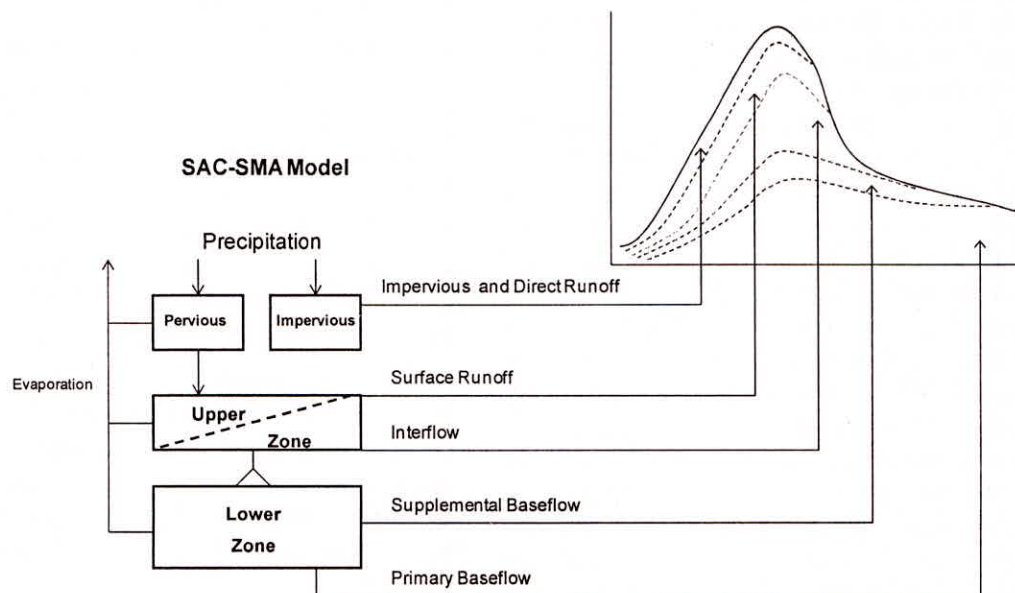 SAC-SMA Model
Precipitation
Impervious and Direct Runoff
Pervious
Impervious
Evaporation
Surface Runoff
Upper
Zone
Interflow
Supplemental Baseflow
Lower
Zone
Primary Baseflow